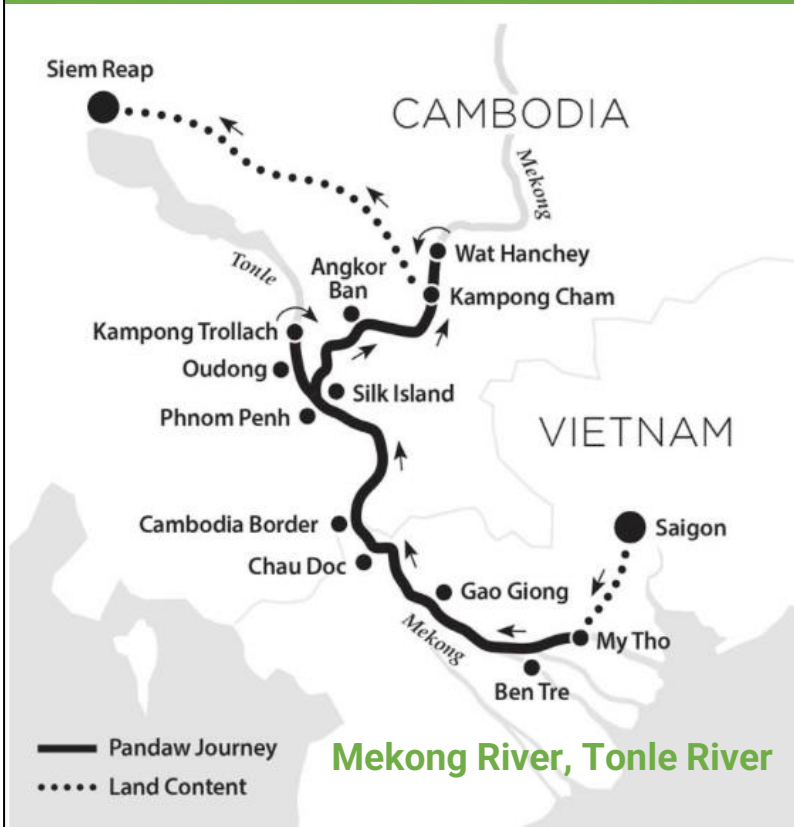 Siem Reap
CAMBODIA
Mekong
Wat Hanchey
Tonle
Angkor
Ban
Kampong Cham
Kampong Trollach
Oudong
Silk Island
Phnom Penh
VIETNAM
Cambodia Border
Saigon
Chau Doc
Gao Giong
Mekong
My Tho
Ben Tre
Pandaw Journey
Land Content
Mekong River, Tonle River